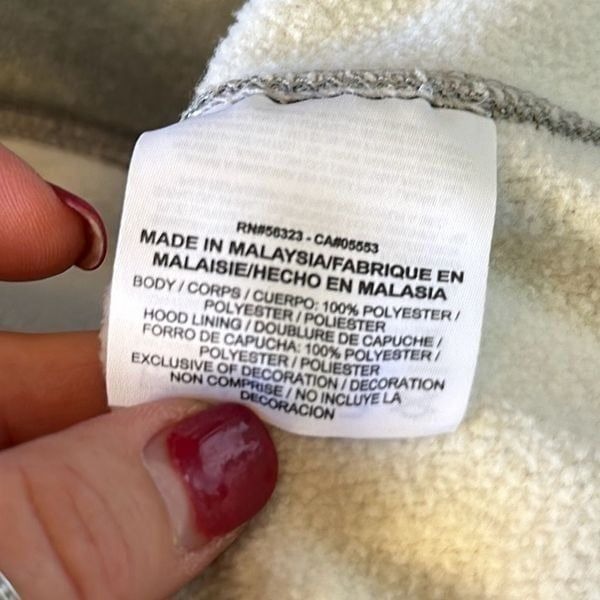 RN#56323 - CA#05553
MADE IN MALAYSIA/FABRIQUE EN
MALAISIE/HECHO EN MALASIA
BODY / CORPS / CUERPO: 100% POLYESTER /
POLYESTER / POLIESTER
HOOD LINING / DOUBLURE DE CAPUCHE /
FORRO DE CAPUCHA: 100% POLYESTER /
POLYESTER / POLIESTER
EXCLUSIVE OF DECORATION / DECORATION
NON COMPRISE / NO INCLUYE LA
DECORACION